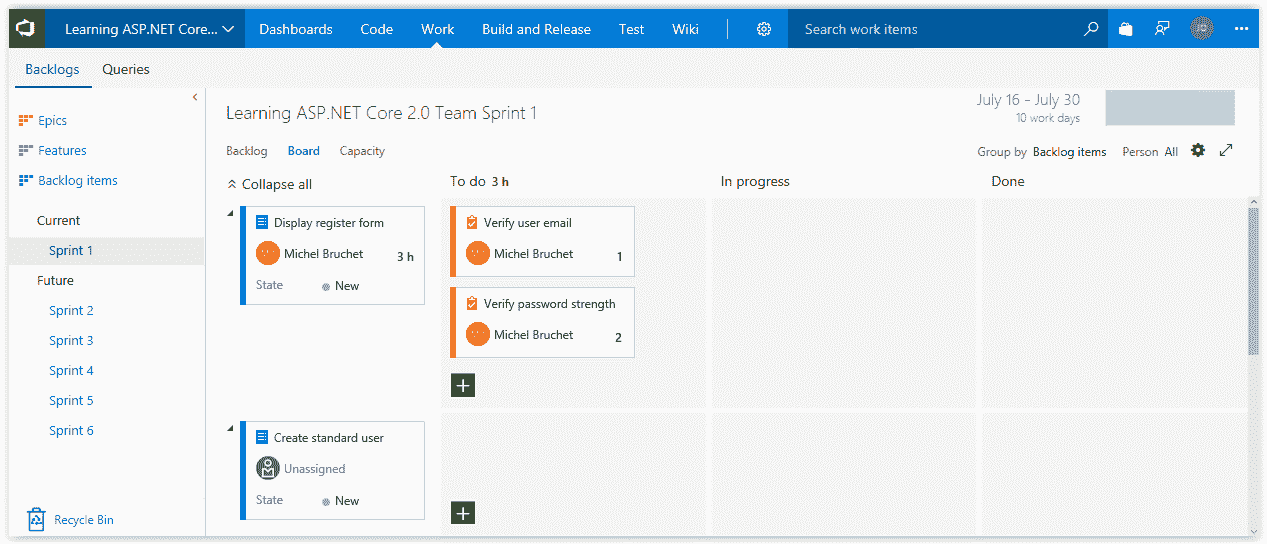 Learning ASP.NET Core... Dashboards Code Work Build and Release Test Wiki Search work items
Backlogs Queries
Epics
Features
Backlog items
Current
Sprint 1
Future
Sprint 2
Sprint 3
Sprint 4
Sprint 5
Sprint 6
Recycle Bin
Learning ASP.NET Core 2.0 Team Sprint 1
July 16 - July 30
10 work days
Backlog Board Capacity
Group by Backlog items Person All
Collapse all To do 3 h In progress Done
Display register form
Michel Bruchet 3 h
State New
Verify user email
Michel Bruchet 1
Verify password strength
Michel Bruchet 2
Create standard user
Unassigned
State New